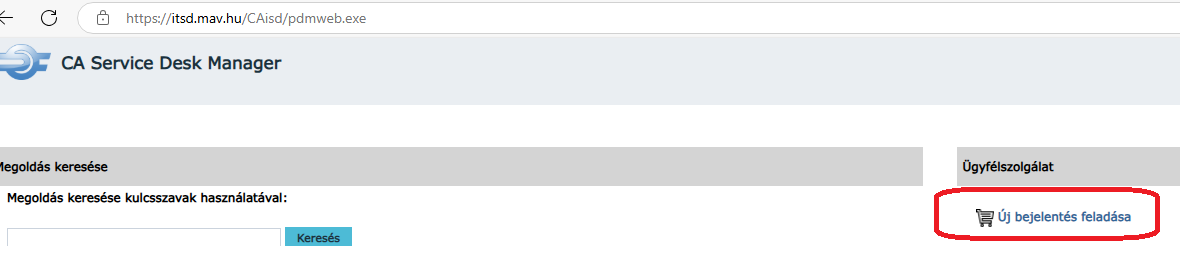 https://itsd.mav.hu/CAisd/pdmweb.exe
CA Service Desk Manager
Megoldás keresése
Ügyfélszolgálat
Megoldás keresése kulcsszavak használatával:
Új bejelentés feladása
Keresés